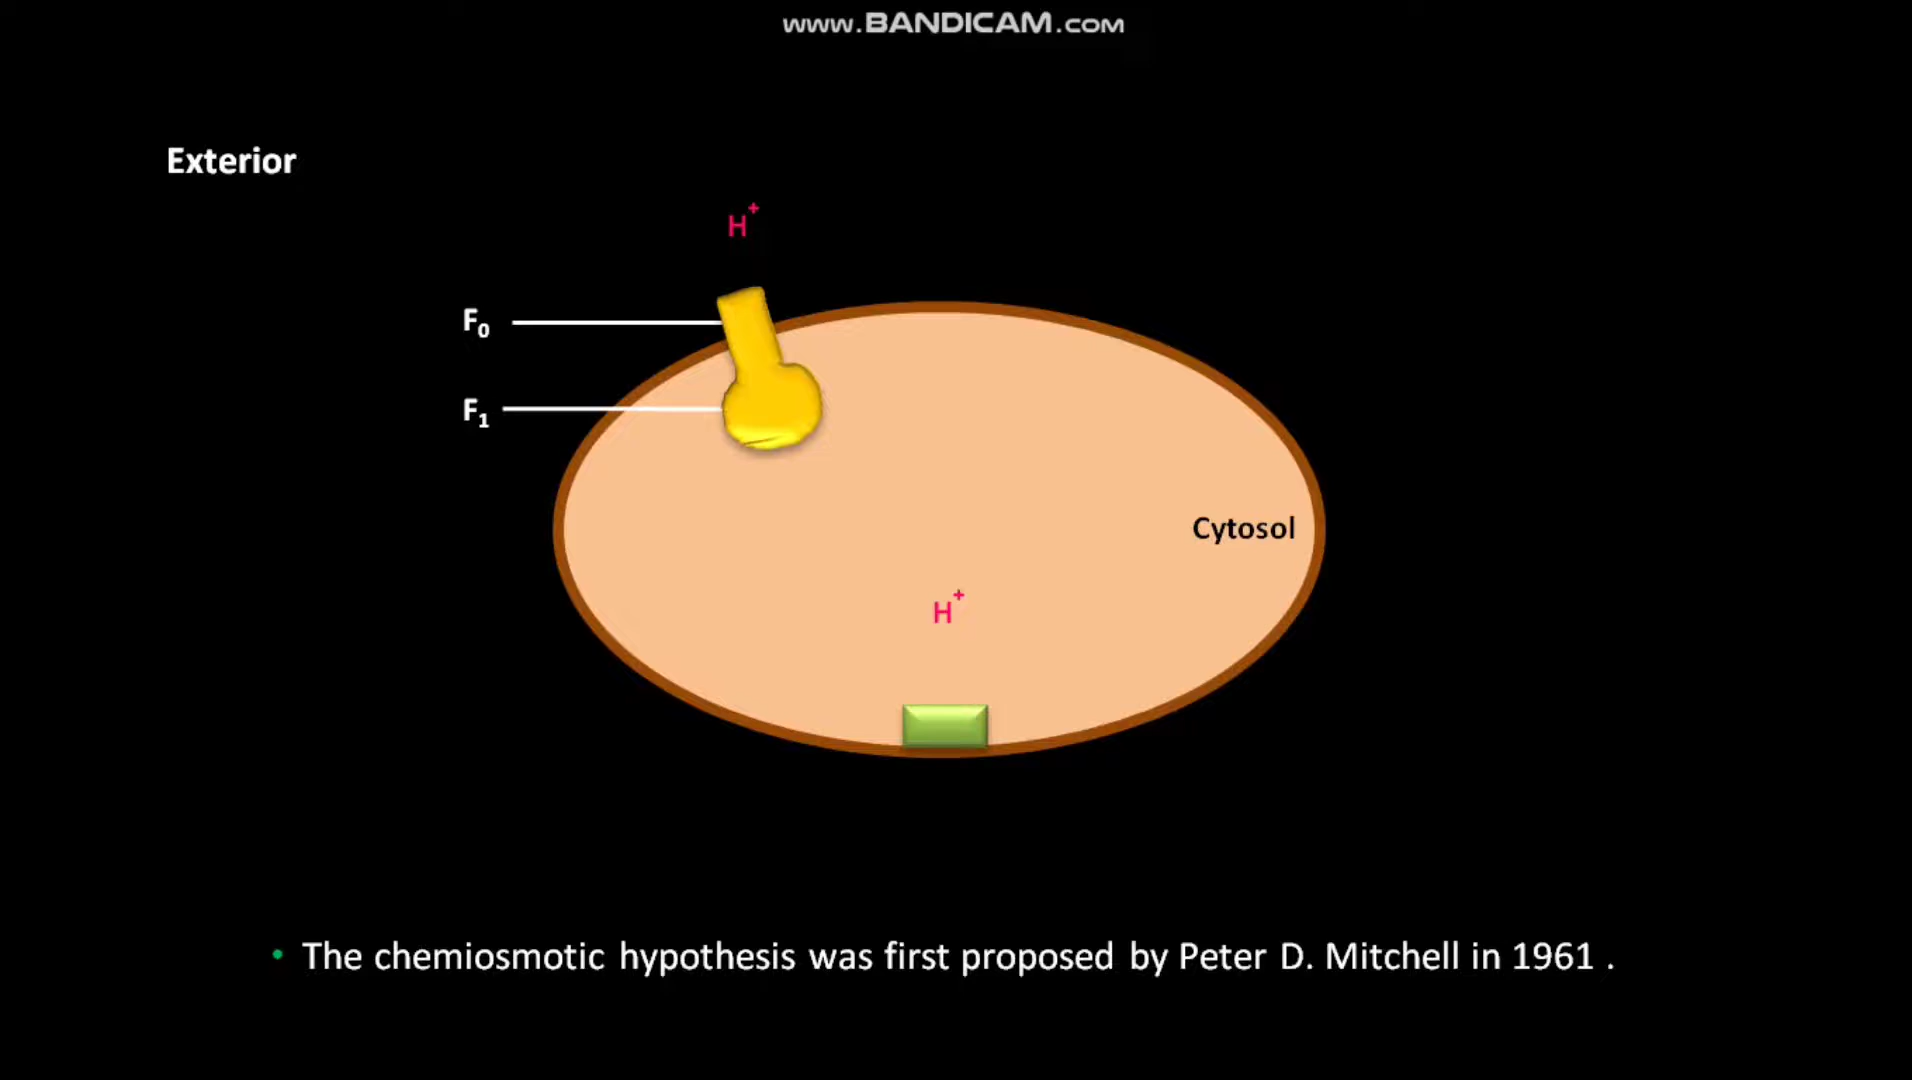 www.BANDICAM.com
Exterior
H+
F0
F1
Cytosol
H+
• The chemiosmotic hypothesis was first proposed by Peter D. Mitchell in 1961 .